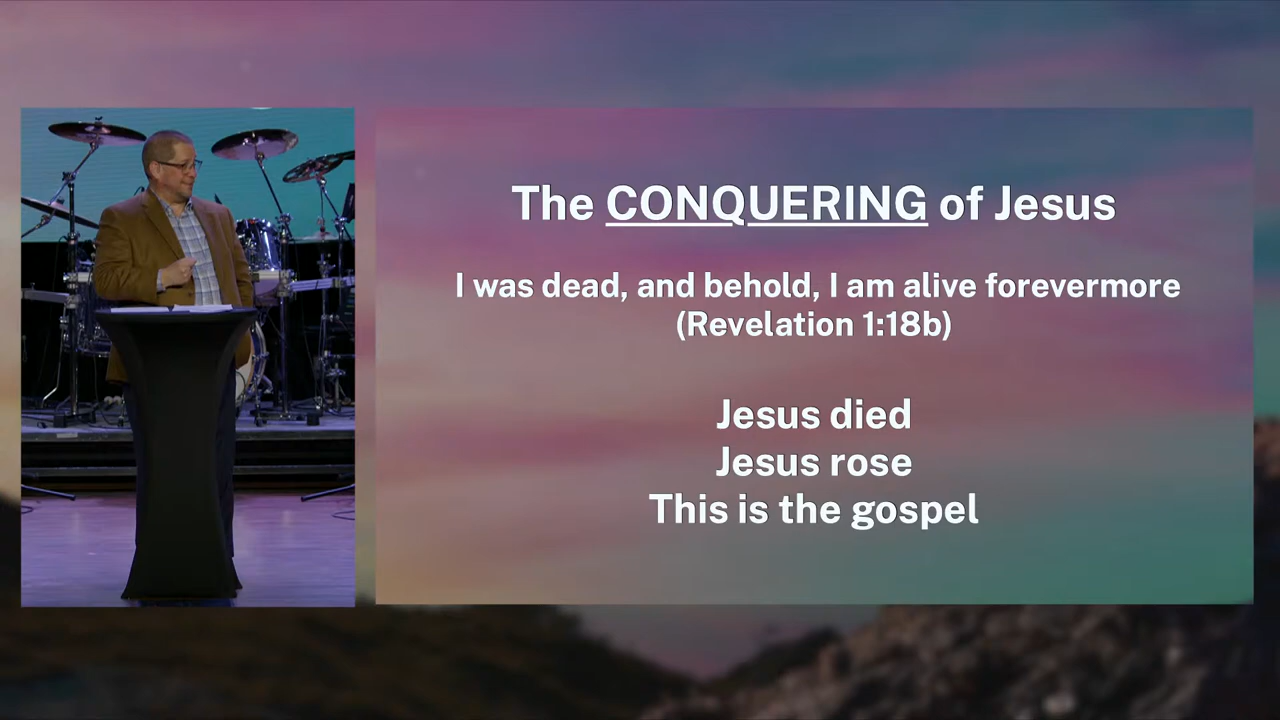 The CONQUERING of Jesus
I was dead, and behold, I am alive forevermore
(Revelation 1:18b)
Jesus died
Jesus rose
This is the gospel